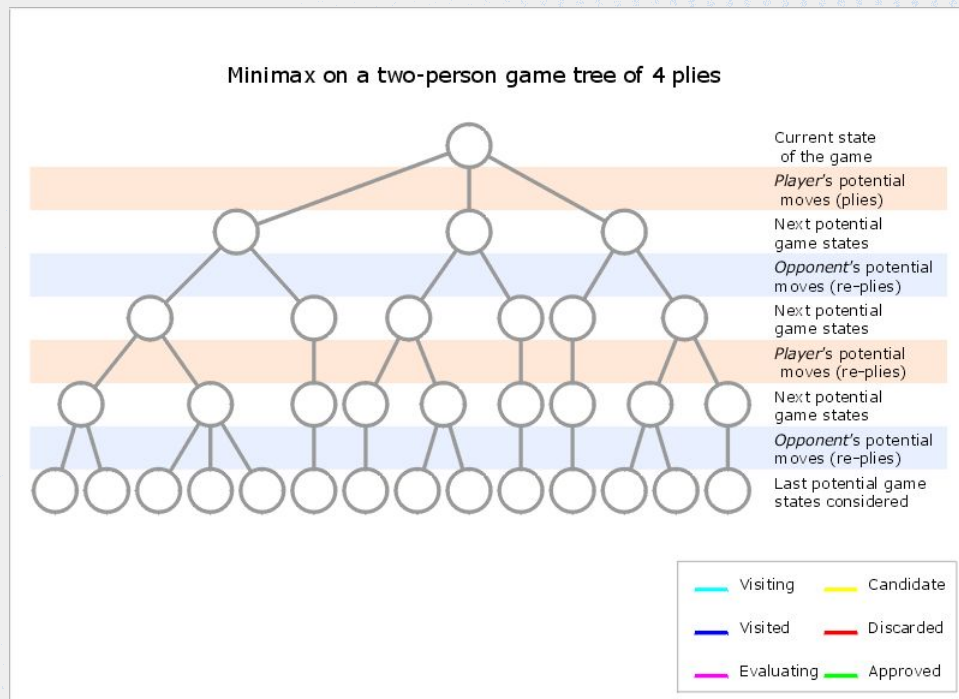 Minimax on a two-person game tree of 4 plies
Current state
of the game
Player's potential
moves (plies)
Next potential
game states
Opponent's potential
moves (re-plies)
Next potential
game states
Player's potential
moves (re-plies)
Next potential
game states
Opponent's potential
moves (re-plies)
Last potential game
states considered
Visiting
Candidate
Visited
Discarded
Evaluating
Approved